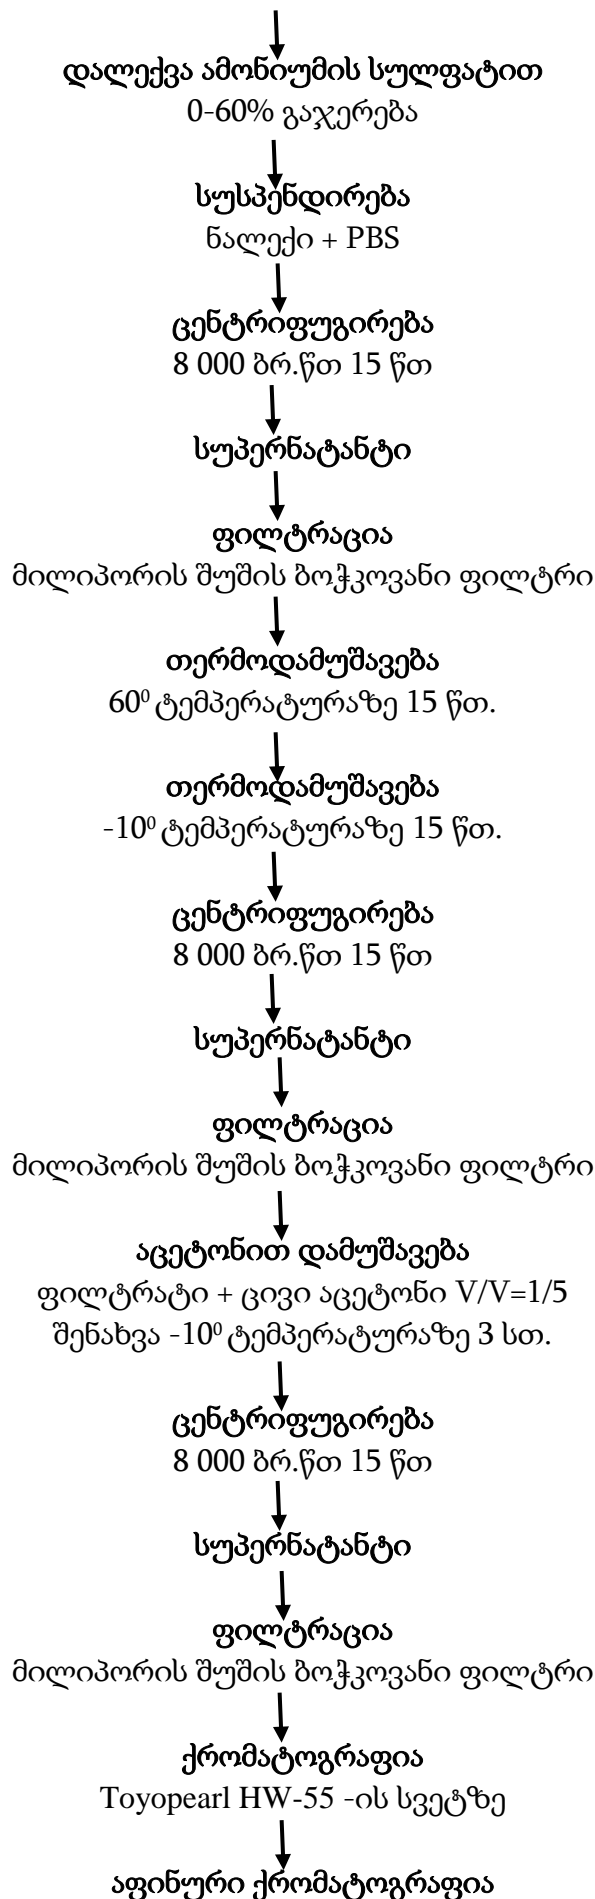 დალექვა ამონიუმის სულფატით
0-60% გაჯერება
სუსპენდირება
ნალექი + PBS
ცენტრიფუგირება
8 000 ბრ.წთ 15 წთ
სუპერნატანტი
ფილტრაცია
მილიპორის შუშის ბოჭკოვანი ფილტრი
თერმოდამუშავება
60⁰ ტემპერატურაზე 15 წთ.
თერმოდამუშავება
-10⁰ ტემპერატურაზე 15 წთ.
ცენტრიფუგირება
8 000 ბრ.წთ 15 წთ
სუპერნატანტი
ფილტრაცია
მილიპორის შუშის ბოჭკოვანი ფილტრი
აცეტონით დამუშავება
ფილტრატი + ცივი აცეტონი V/V=1/5
შენახვა -10⁰ ტემპერატურაზე 3 სთ.
ცენტრიფუგირება
8 000 ბრ.წთ 15 წთ
სუპერნატანტი
ფილტრაცია
მილიპორის შუშის ბოჭკოვანი ფილტრი
ქრომატოგრაფია
Toyopearl HW-55 -ის სვეტზე
აფინური ქრომატოგრაფია